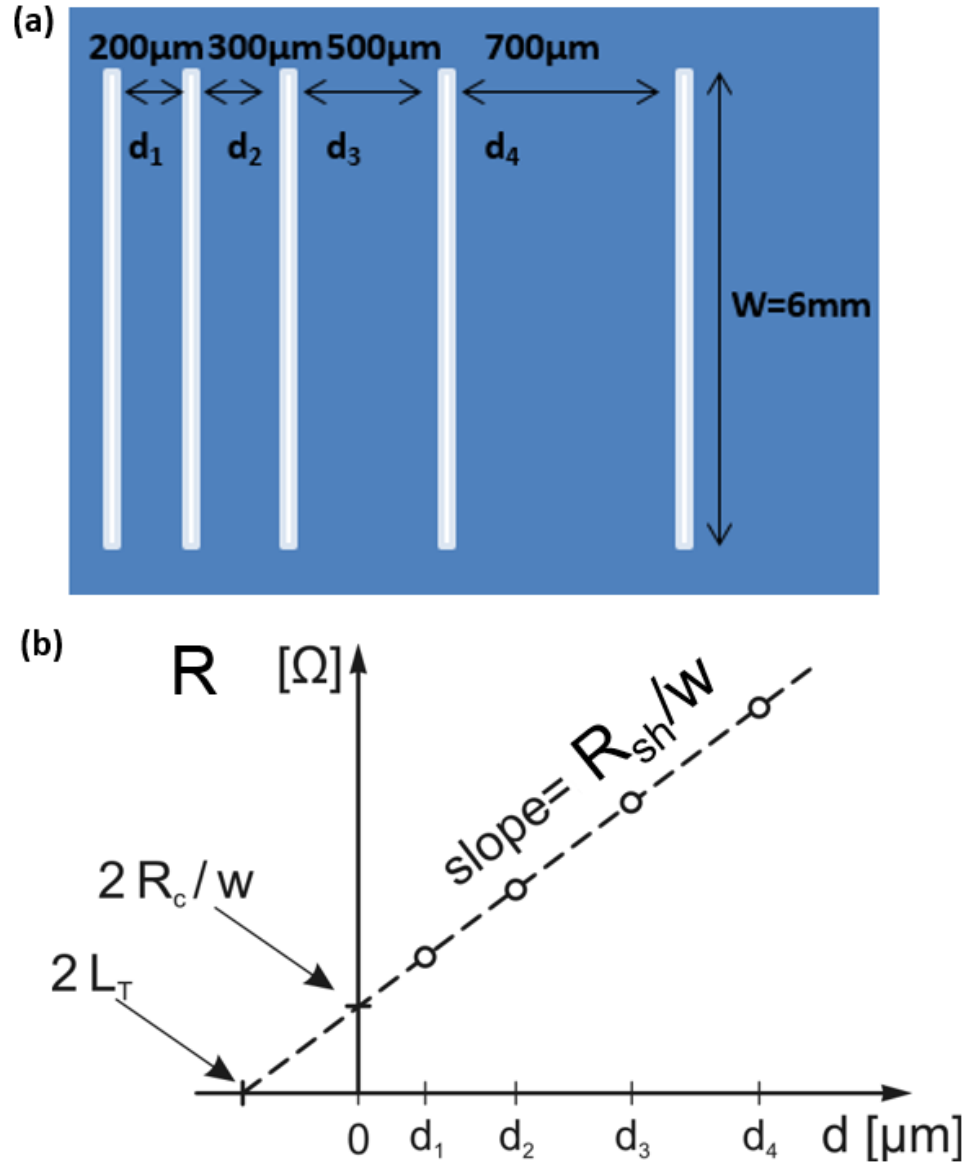 (a)
200μm 300μm 500μm 700μm
d₁ d₂ d₃ d₄
W=6mm
(b)
R [Ω]
slope= Rsh/w
2 Rc / w
2 LT
0 d₁ d₂ d₃ d₄ d [μm]